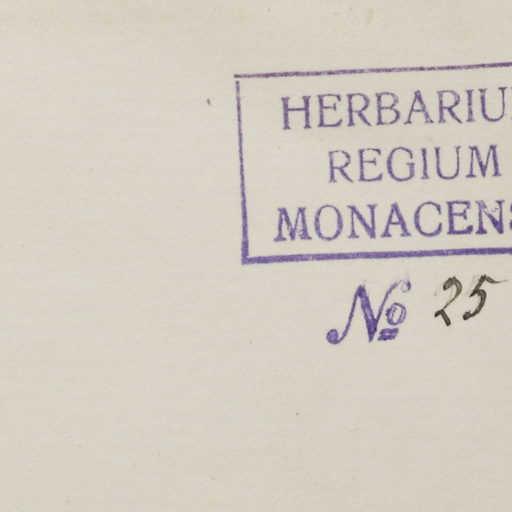 HERBARIU
REGIUM
MONACENS
No 25